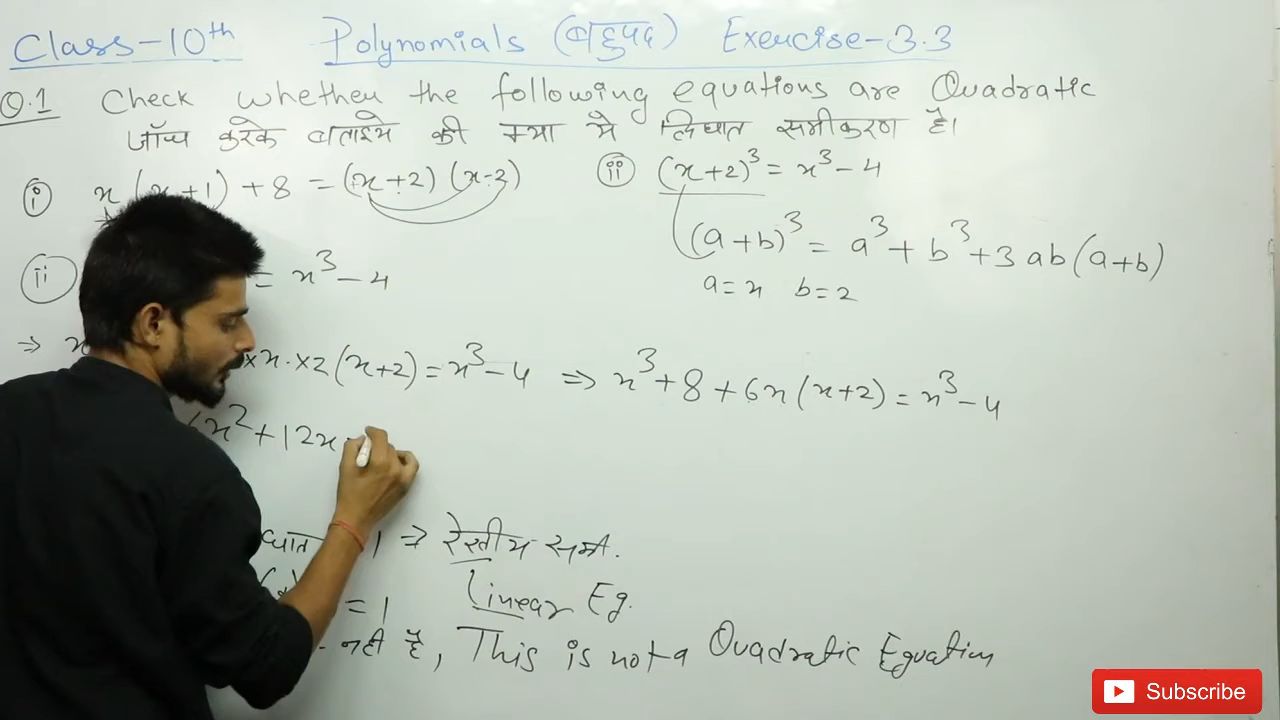 Class-10th Polynomials (बहुपद) Exercise-3.3
Q.1 Check whether the following equations are Quadratic
जाँच करके बताइये की क्या ये द्विघात समीकरण है।
(i) x(x+1)+8 = (x+2)(x-2)
(ii) (x+2)³ = x³-4
(a+b)³ = a³+b³+3ab(a+b)
a=x b=2
(ii) = x³-4
⇒ x ×x·×2(x+2) = x³-4 ⇒ x³+8+6x(x+2) = x³-4
6x²+12x
घात 1 ⇒ रेखीय समी.
=1 Linear Eq.
नहीं है, This is not a Quadratic Equation
Subscribe